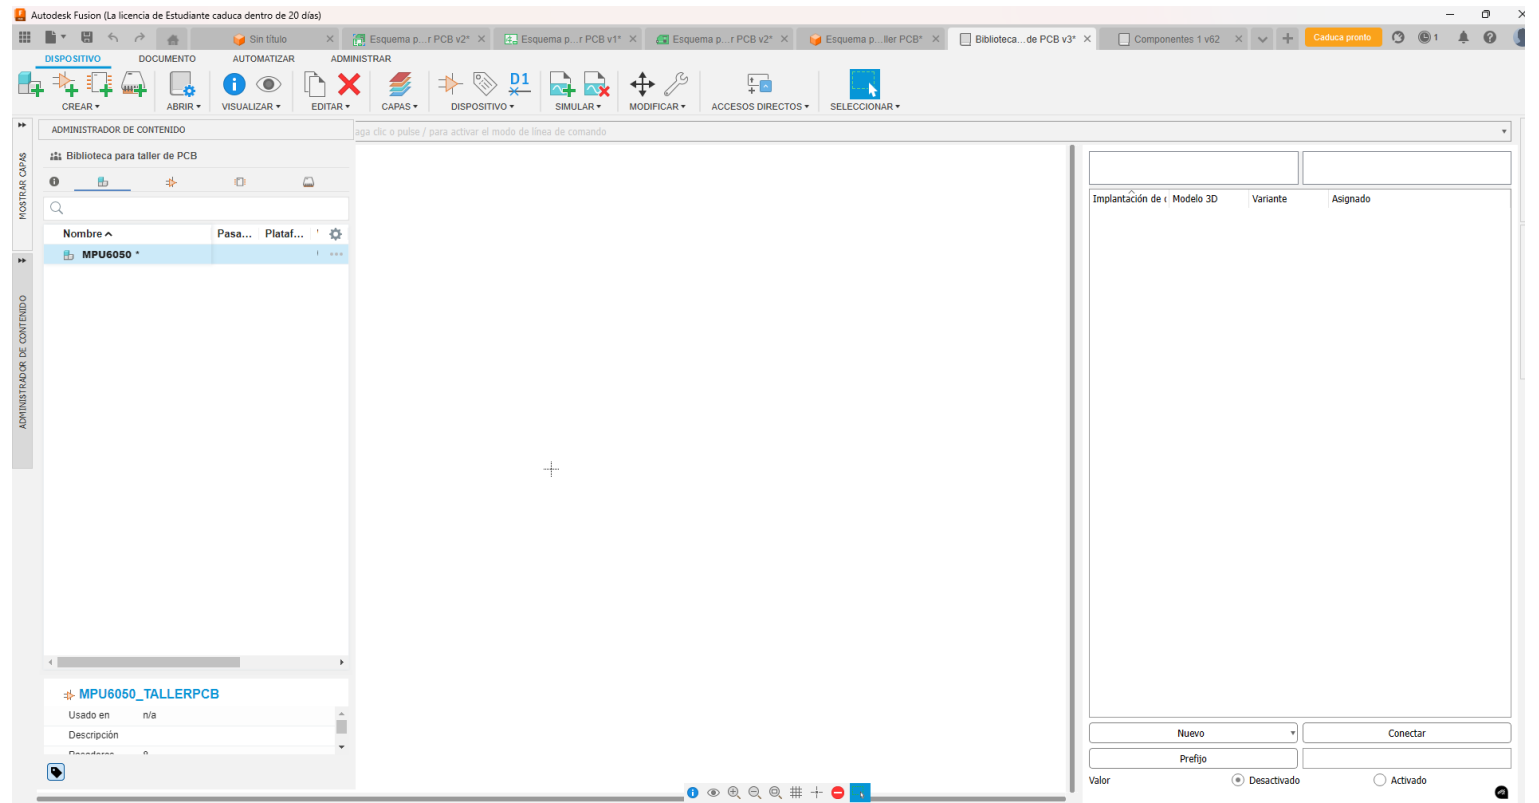 Autodesk Fusion (La licencia de Estudiante caduca dentro de 20 días)
Sin título
Esquema p...r PCB v2*
Esquema p...r PCB v1*
Esquema p...r PCB v2*
Esquema p...ller PCB*
Biblioteca...de PCB v3*
Componentes 1 v62
Caduca pronto
1
DISPOSITIVO DOCUMENTO AUTOMATIZAR ADMINISTRAR
D1
CREAR ABRIR VISUALIZAR EDITAR CAPAS DISPOSITIVO SIMULAR MODIFICAR ACCESOS DIRECTOS SELECCIONAR
MOSTRAR CAPAS
ADMINISTRADOR DE CONTENIDO
ADMINISTRADOR DE CONTENIDO
aga clic o pulse / para activar el modo de línea de comando
Biblioteca para taller de PCB
Nombre Pasa... Plataf...
MPU6050 *
MPU6050_TALLERPCB
Usado en n/a
Descripción
Implantación de Modelo 3D Variante Asignado
Nuevo Conectar
Prefijo
Valor Desactivado Activado